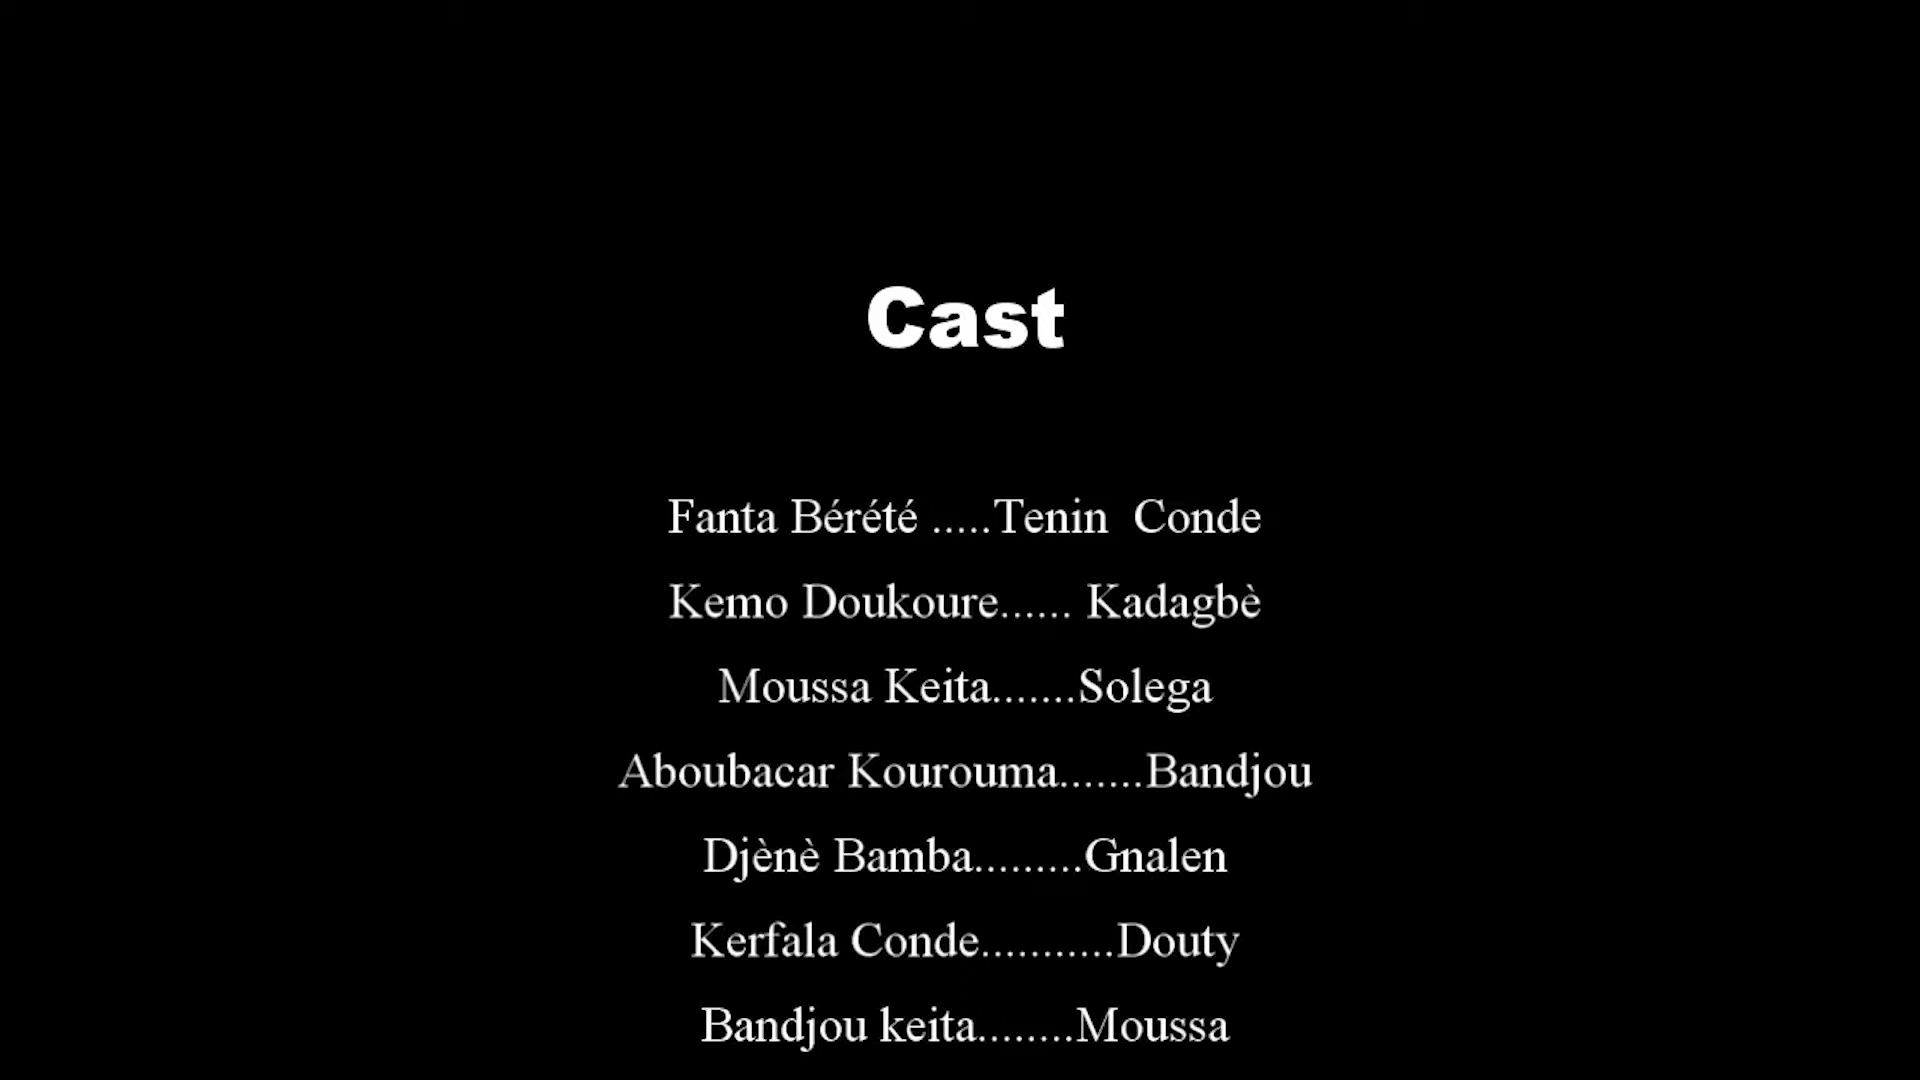 Cast
Fanta Bérété .....Tenin  Conde
Kemo Doukoure...... Kadagbè
Moussa Keita.......Solega
Aboubacar Kourouma.......Bandjou
Djènè Bamba.........Gnalen
Kerfala Conde...........Douty
Bandjou keita........Moussa